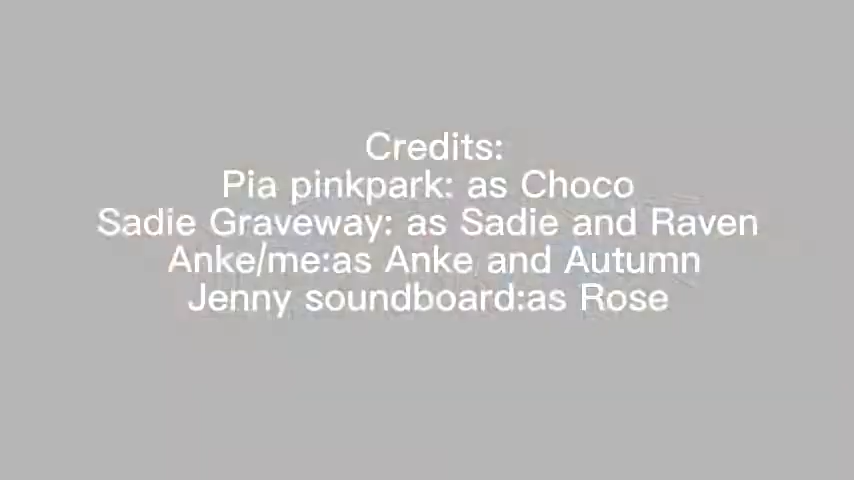 Credits:
Pia pinkpark: as Choco
Sadie Graveway: as Sadie and Raven
Anke/me:as Anke and Autumn
Jenny soundboard:as Rose